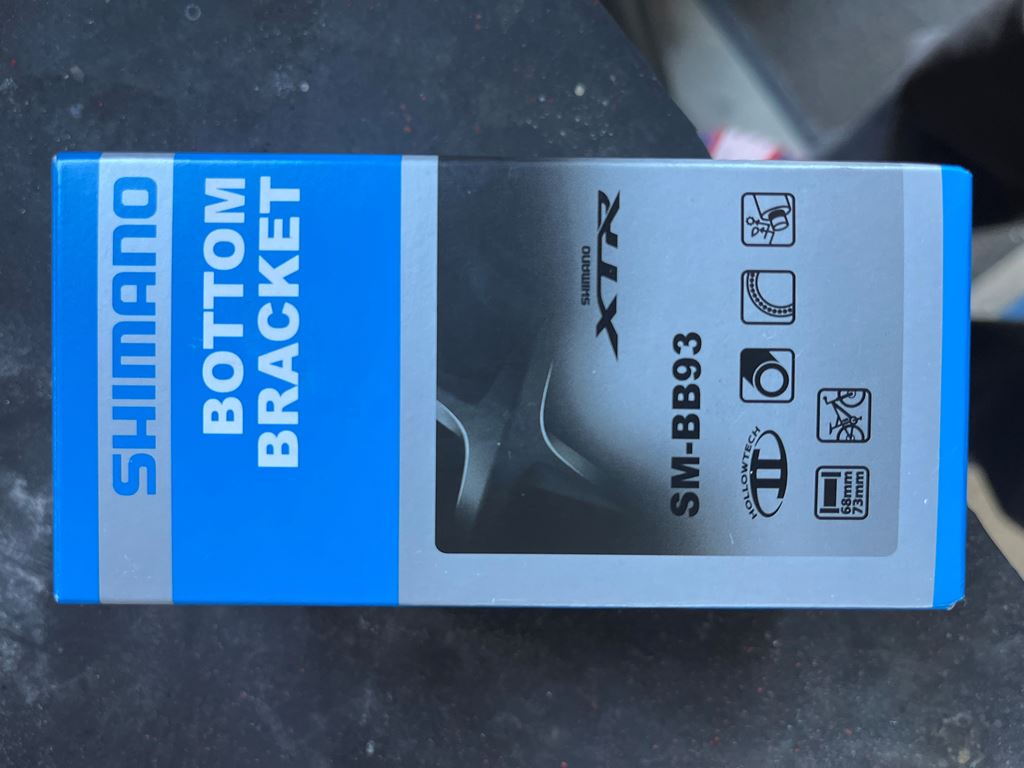 SHIMANO
BOTTOM
BRACKET
SHIMANO
XTR
SM-BB93
HOLLOWTECH
II
68mm
73mm